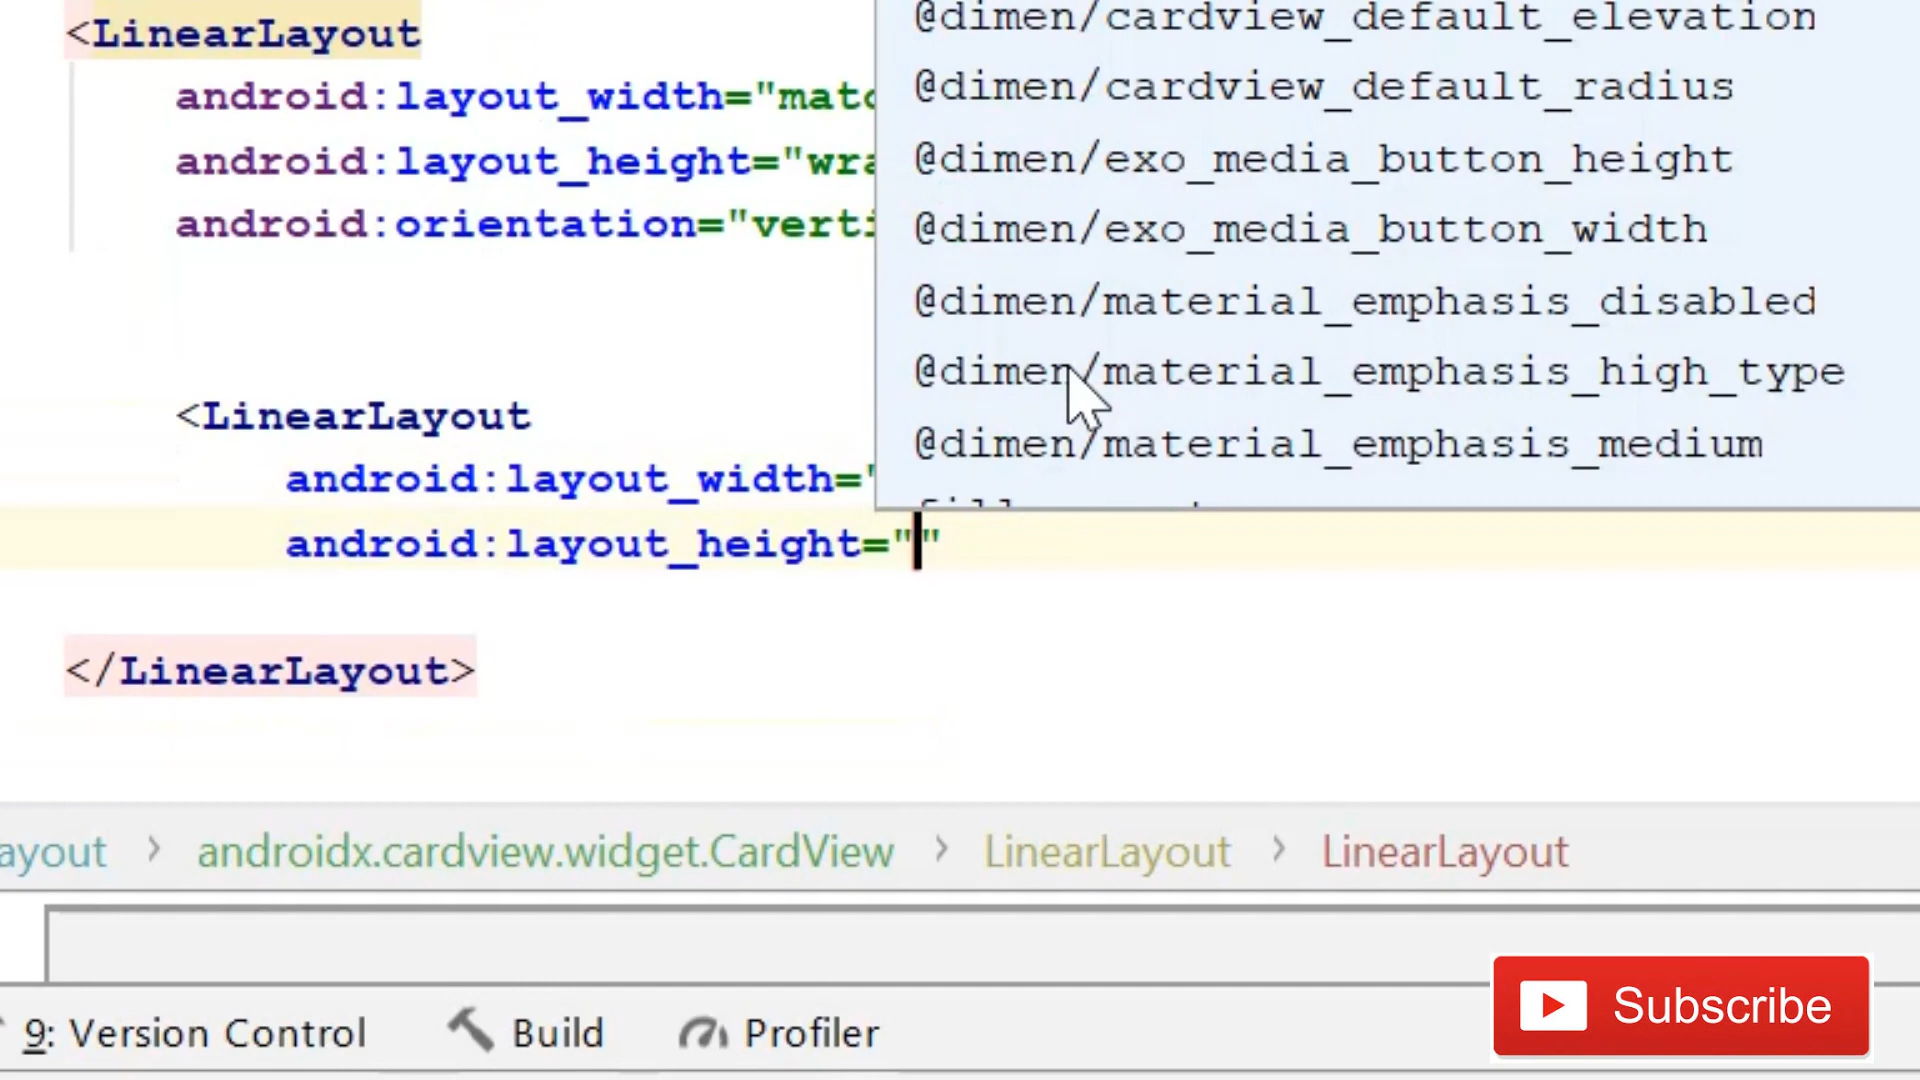 <LinearLayout
android:layout_width="matc
android:layout_height="wra
android:orientation="verti
<LinearLayout
android:layout_width="
android:layout_height=""
</LinearLayout>
@dimen/cardview_default_elevation
@dimen/cardview_default_radius
@dimen/exo_media_button_height
@dimen/exo_media_button_width
@dimen/material_emphasis_disabled
@dimen/material_emphasis_high_type
@dimen/material_emphasis_medium
ayout › androidx.cardview.widget.CardView › LinearLayout › LinearLayout
9: Version Control Build Profiler
Subscribe